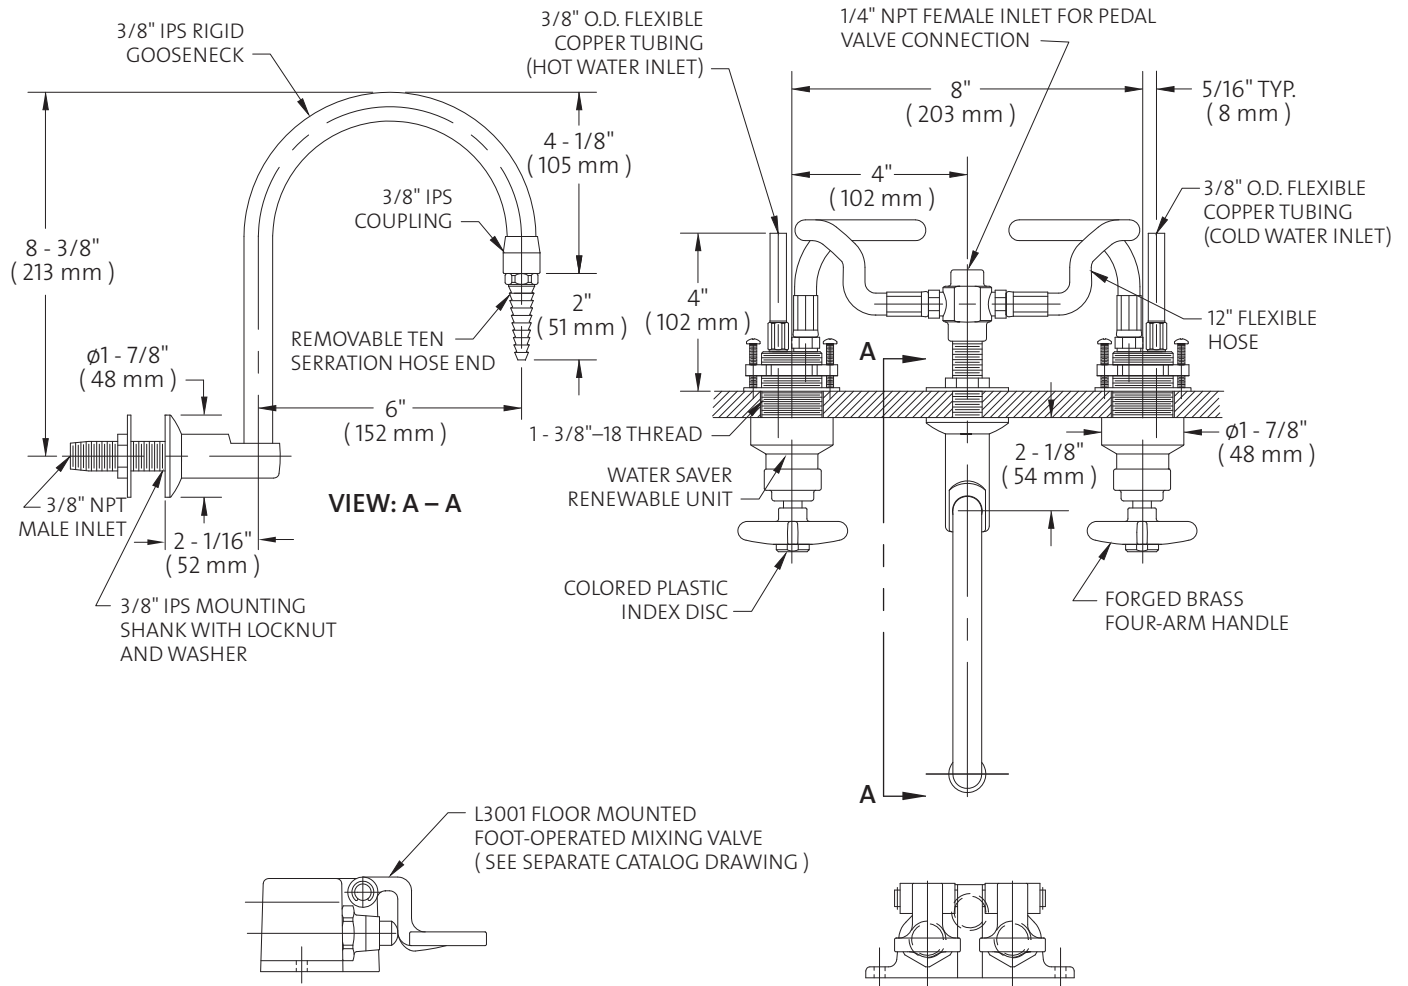 3/8" IPS RIGID
GOOSENECK
3/8" O.D. FLEXIBLE
COPPER TUBING
(HOT WATER INLET)
1/4" NPT FEMALE INLET FOR PEDAL
VALVE CONNECTION
8"
( 203 mm )
5/16" TYP.
( 8 mm )
4 - 1/8"
( 105 mm )
4"
( 102 mm )
3/8" IPS
COUPLING
3/8" O.D. FLEXIBLE
COPPER TUBING
(COLD WATER INLET)
8 - 3/8"
( 213 mm )
2"
( 51 mm )
4"
( 102 mm )
12" FLEXIBLE
HOSE
REMOVABLE TEN
SERRATION HOSE END
ø1 - 7/8"
( 48 mm )
A
6"
( 152 mm )
1 - 3/8"–18 THREAD
2 - 1/8"
( 54 mm )
ø1 - 7/8"
( 48 mm )
WATER SAVER
RENEWABLE UNIT
3/8" NPT
MALE INLET
VIEW: A – A
2 - 1/16"
( 52 mm )
COLORED PLASTIC
INDEX DISC
FORGED BRASS
FOUR-ARM HANDLE
3/8" IPS MOUNTING
SHANK WITH LOCKNUT
AND WASHER
A
L3001 FLOOR MOUNTED
FOOT-OPERATED MIXING VALVE
( SEE SEPARATE CATALOG DRAWING )